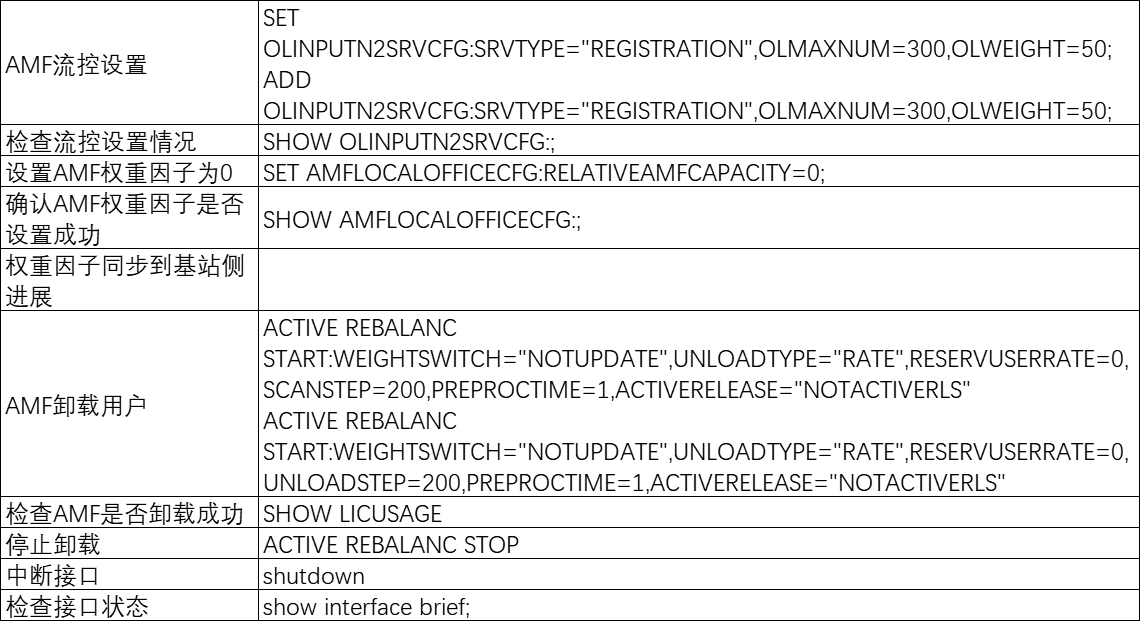 AMF流控设置
SET
OLINPUTN2SRVCFG:SRVTYPE="REGISTRATION",OLMAXNUM=300,OLWEIGHT=50;
ADD
OLINPUTN2SRVCFG:SRVTYPE="REGISTRATION",OLMAXNUM=300,OLWEIGHT=50;
检查流控设置情况
SHOW OLINPUTN2SRVCFG:;
设置AMF权重因子为0
SET AMFLOCALOFFICECFG:RELATIVEAMFCAPACITY=0;
确认AMF权重因子是否
设置成功
SHOW AMFLOCALOFFICECFG:;
权重因子同步到基站侧
进展
AMF卸载用户
ACTIVE REBALANC
START:WEIGHTSWITCH="NOTUPDATE",UNLOADTYPE="RATE",RESERVUSERRATE=0,
SCANSTEP=200,PREPROCTIME=1,ACTIVERELEASE="NOTACTIVERLS"
ACTIVE REBALANC
START:WEIGHTSWITCH="NOTUPDATE",UNLOADTYPE="RATE",RESERVUSERRATE=0,
UNLOADSTEP=200,PREPROCTIME=1,ACTIVERELEASE="NOTACTIVERLS"
检查AMF是否卸载成功
SHOW LICUSAGE
停止卸载
ACTIVE REBALANC STOP
中断接口
shutdown
检查接口状态
show interface brief;